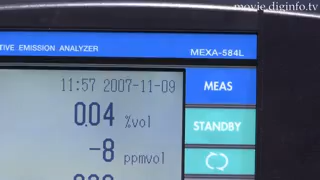 movie.diginfo.tv
TIVE EMISSION ANALYZER
MEXA-584L
11:57 2007-11-09
MEAS
0.04 %vol
STANDBY
-8 ppmvol